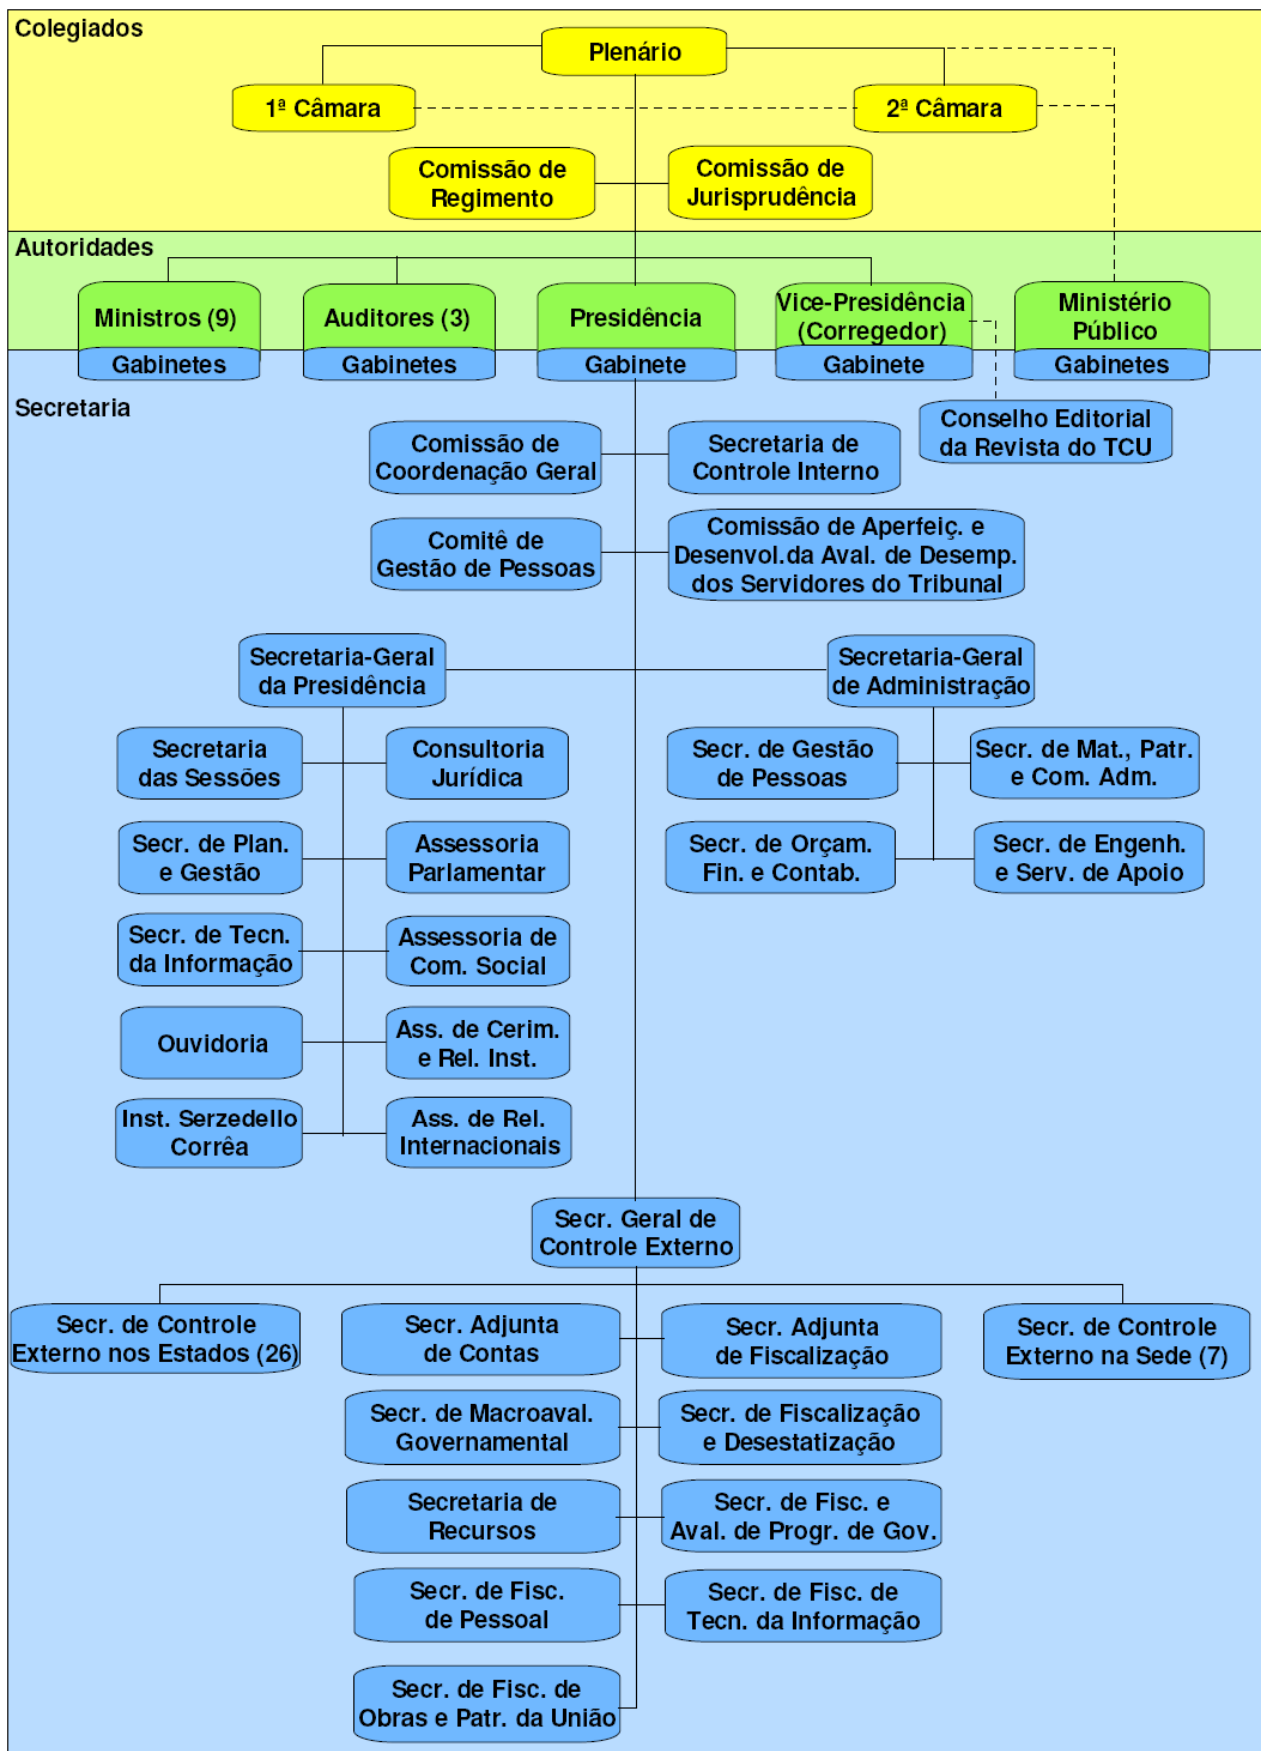 Colegiados
Plenário
1ª Câmara
2ª Câmara
Comissão de
Regimento
Comissão de
Jurisprudência
Autoridades
Ministros (9)
Gabinetes
Auditores (3)
Gabinetes
Presidência
Gabinete
Vice-Presidência
(Corregedor)
Gabinete
Ministério
Público
Gabinetes
Secretaria
Conselho Editorial
da Revista do TCU
Comissão de
Coordenação Geral
Secretaria de
Controle Interno
Comitê de
Gestão de Pessoas
Comissão de Aperfeiç. e
Desenvol.da Aval. de Desemp.
dos Servidores do Tribunal
Secretaria-Geral
da Presidência
Secretaria-Geral
de Administração
Secretaria
das Sessões
Consultoria
Jurídica
Secr. de Gestão
de Pessoas
Secr. de Mat., Patr.
e Com. Adm.
Secr. de Plan.
e Gestão
Assessoria
Parlamentar
Secr. de Orçam.
Fin. e Contab.
Secr. de Engenh.
e Serv. de Apoio
Secr. de Tecn.
da Informação
Assessoria de
Com. Social
Ouvidoria
Ass. de Cerim.
e Rel. Inst.
Inst. Serzedello
Corrêa
Ass. de Rel.
Internacionais
Secr. Geral de
Controle Externo
Secr. de Controle
Externo nos Estados (26)
Secr. Adjunta
de Contas
Secr. Adjunta
de Fiscalização
Secr. de Controle
Externo na Sede (7)
Secr. de Macroaval.
Governamental
Secr. de Fiscalização
e Desestatização
Secretaria de
Recursos
Secr. de Fisc. e
Aval. de Progr. de Gov.
Secr. de Fisc.
de Pessoal
Secr. de Fisc. de
Tecn. da Informação
Secr. de Fisc. de
Obras e Patr. da União